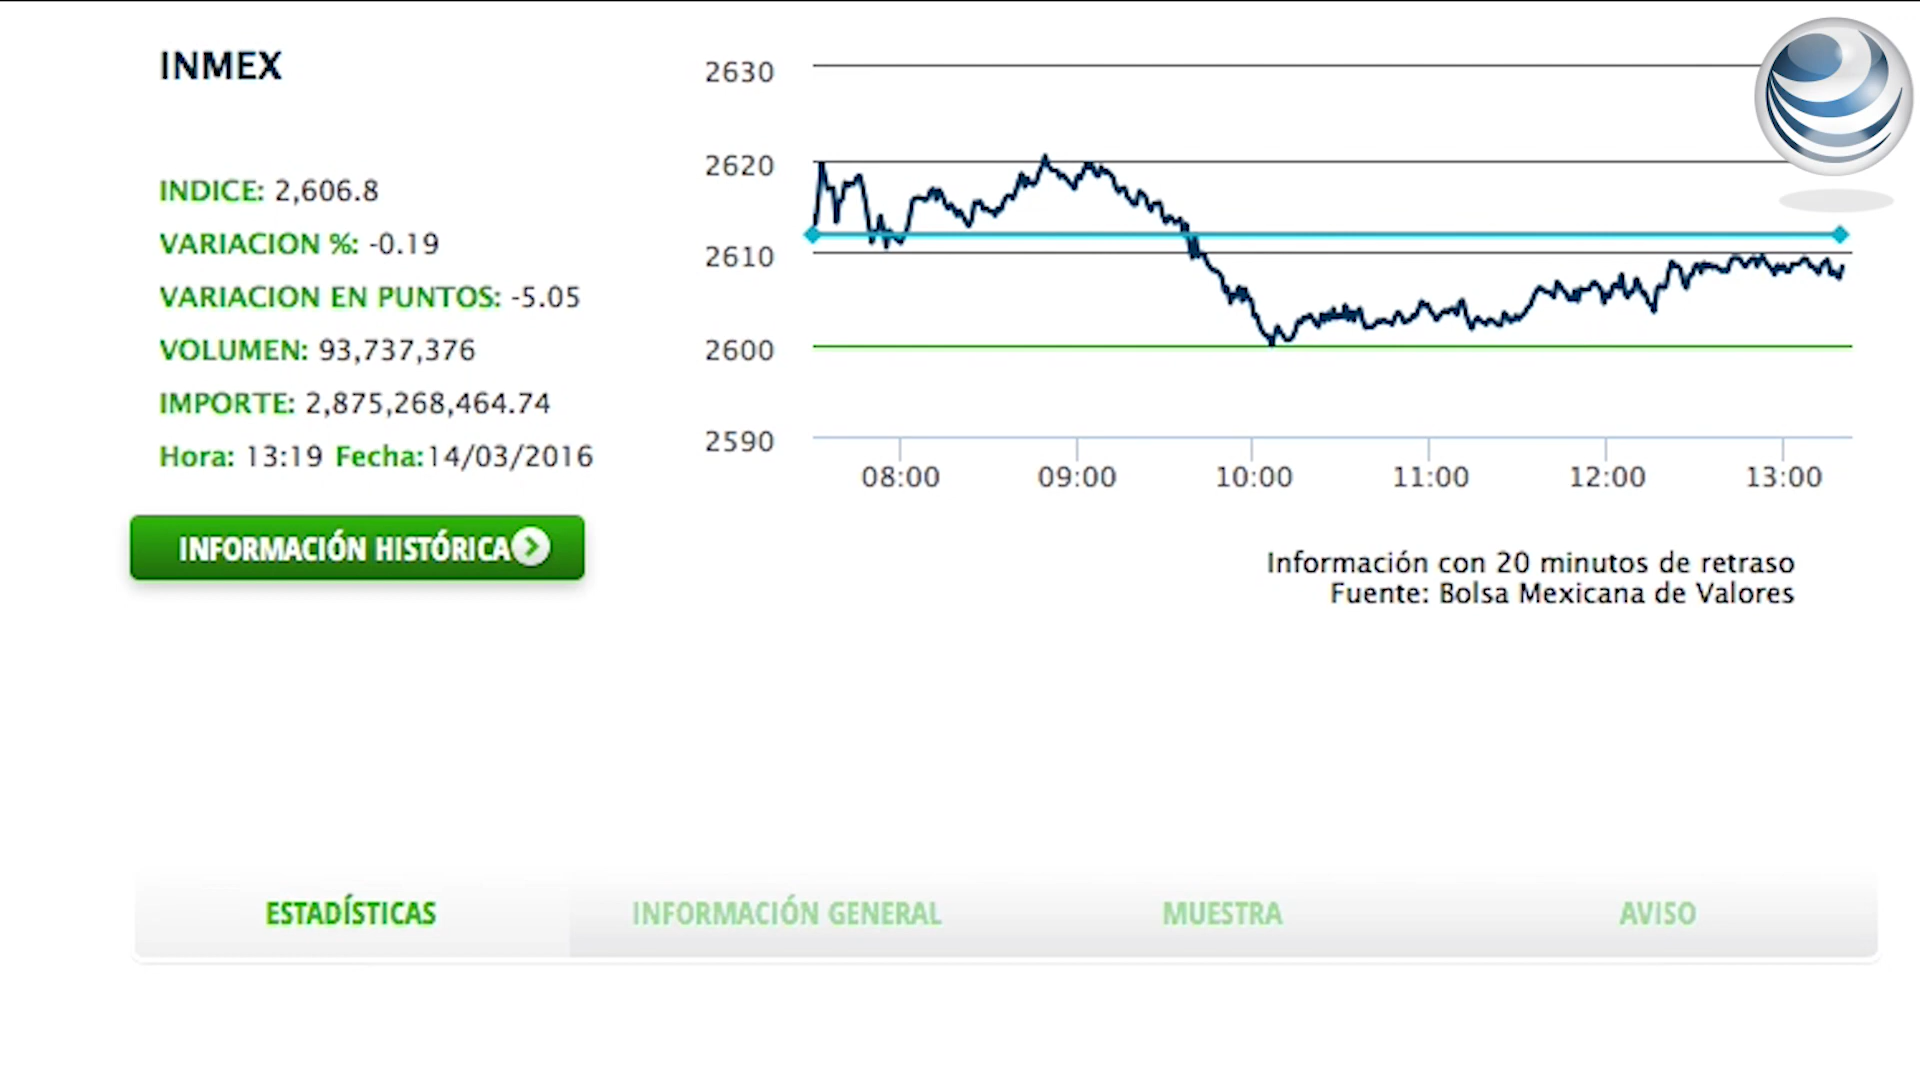 INMEX
INDICE: 2,606.8
VARIACION %: -0.19
VARIACION EN PUNTOS: -5.05
VOLUMEN: 93,737,376
IMPORTE: 2,875,268,464.74
Hora: 13:19 Fecha:14/03/2016
INFORMACIÓN HISTÓRICA
2630
2620
2610
2600
2590
08:00 09:00 10:00 11:00 12:00 13:00
Información con 20 minutos de retraso
Fuente: Bolsa Mexicana de Valores
ESTADÍSTICAS INFORMACIÓN GENERAL MUESTRA AVISO